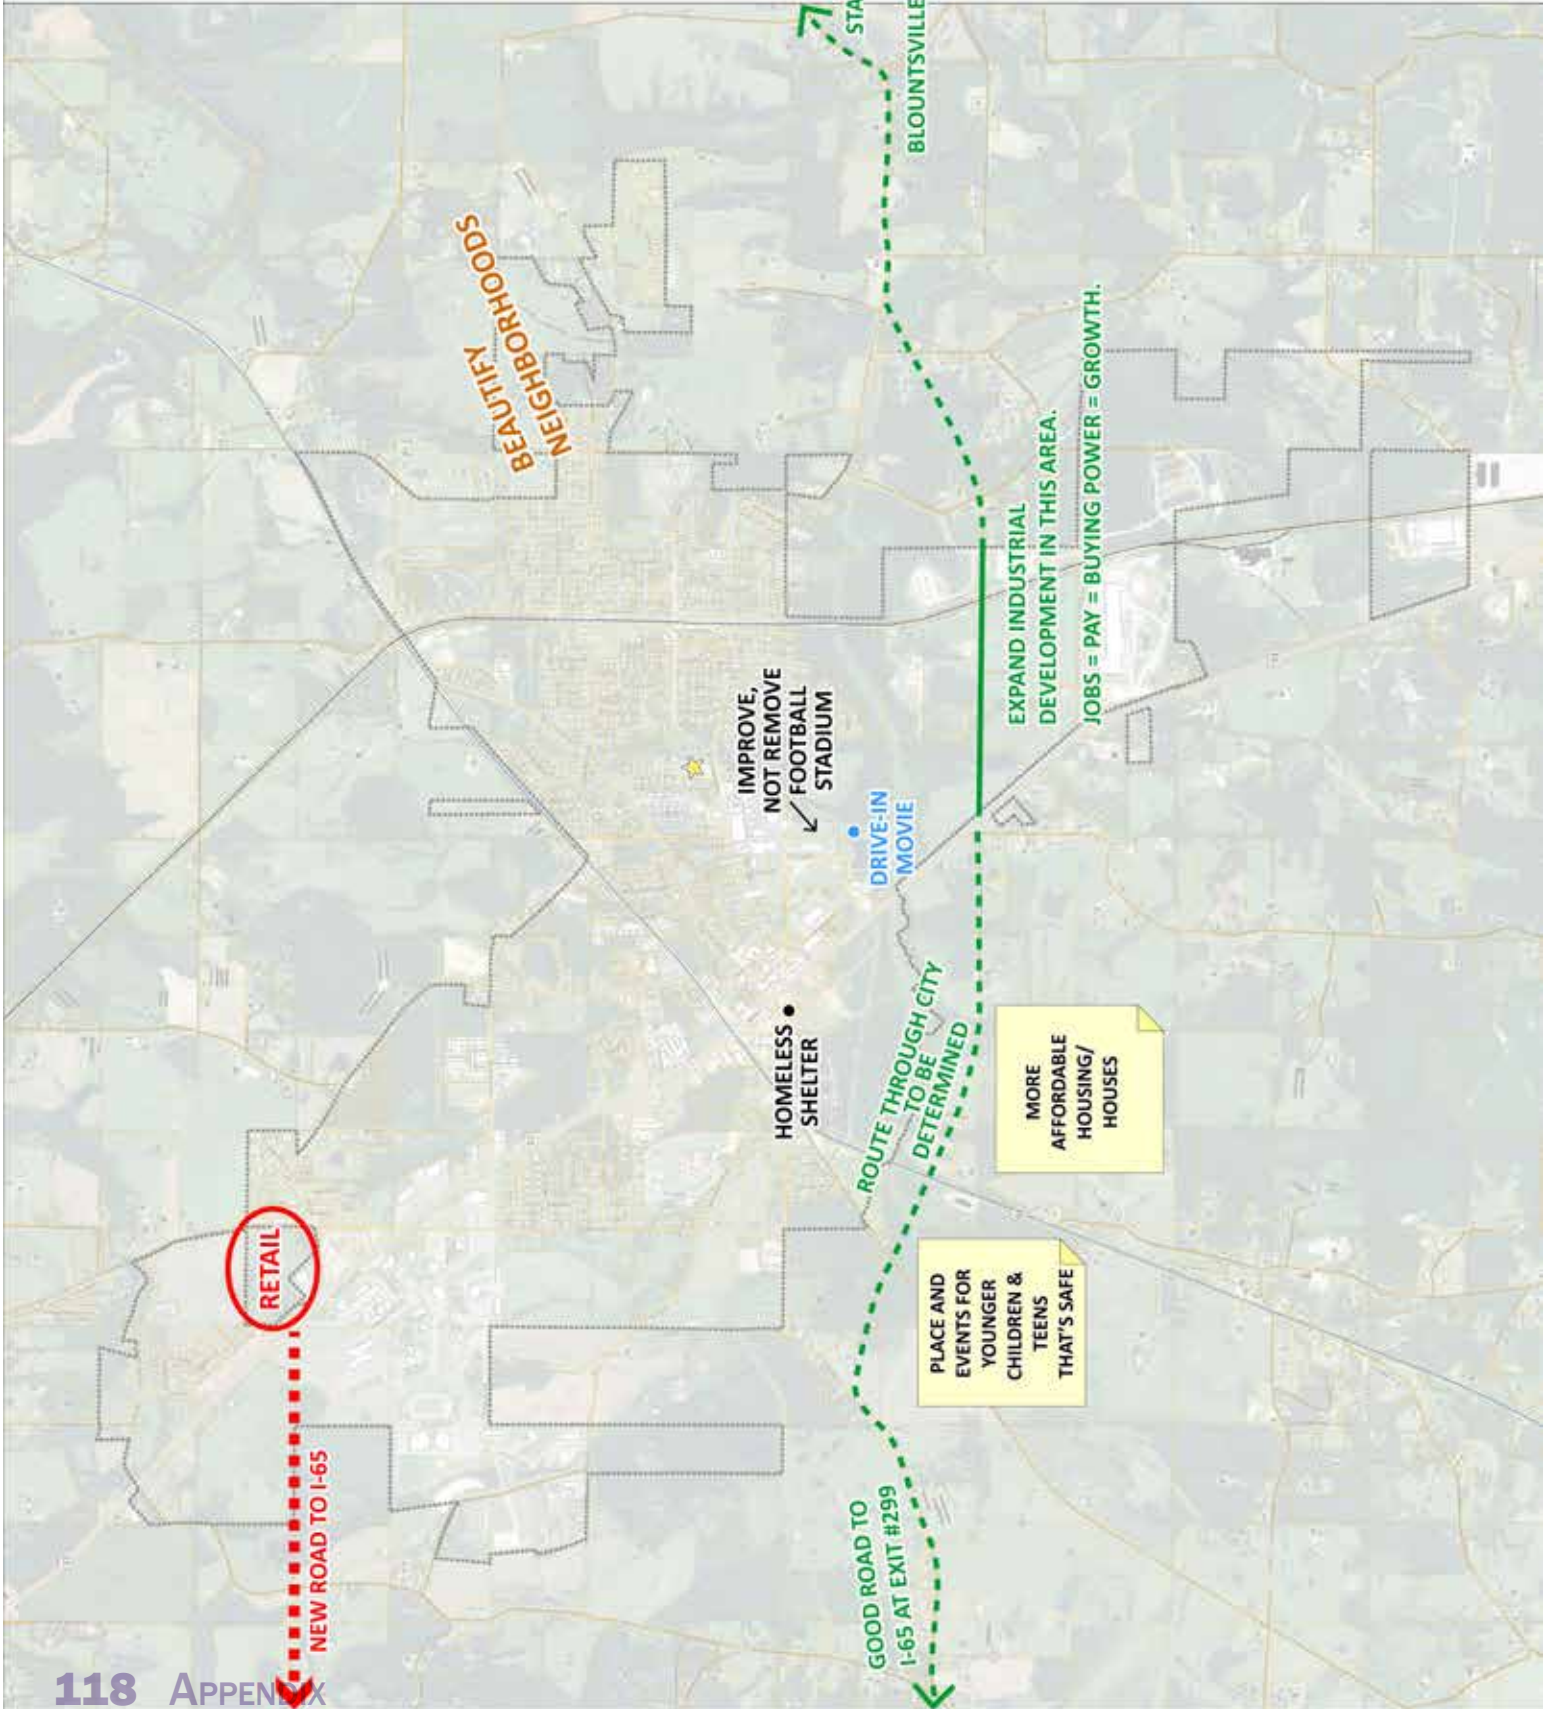 STA
BLOUNTSVILLE
BEAUTIFY
NEIGHBORHOODS
EXPAND INDUSTRIAL
DEVELOPMENT IN THIS AREA.
JOBS = PAY = BUYING POWER = GROWTH.
IMPROVE,
NOT REMOVE
FOOTBALL
STADIUM
DRIVE-IN
MOVIE
HOMELESS
SHELTER
ROUTE THROUGH CITY
TO BE
DETERMINED
MORE
AFFORDABLE
HOUSING/
HOUSES
RETAIL
PLACE AND
EVENTS FOR
YOUNGER
CHILDREN &
TEENS
THAT'S SAFE
NEW ROAD TO I-65
GOOD ROAD TO
I-65 AT EXIT #299
118 APPENDIX